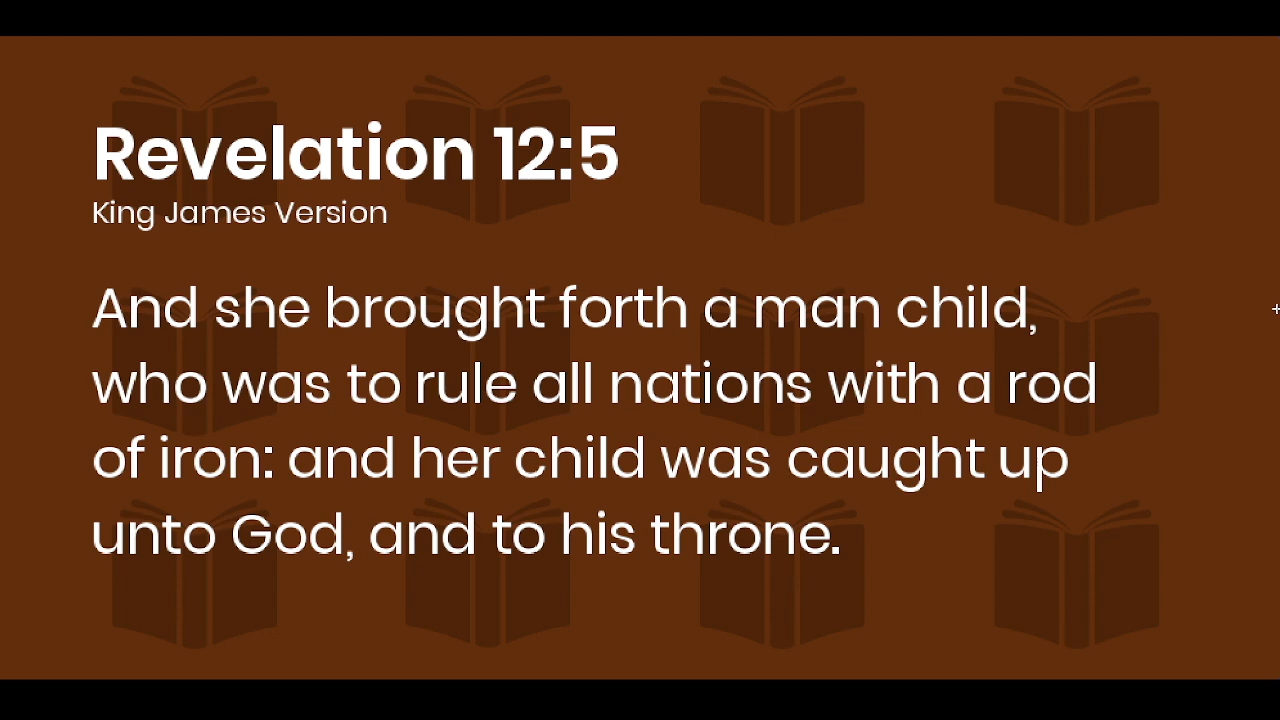 Revelation 12:5
King James Version
And she brought forth a man child,
who was to rule all nations with a rod
of iron: and her child was caught up
unto God, and to his throne.